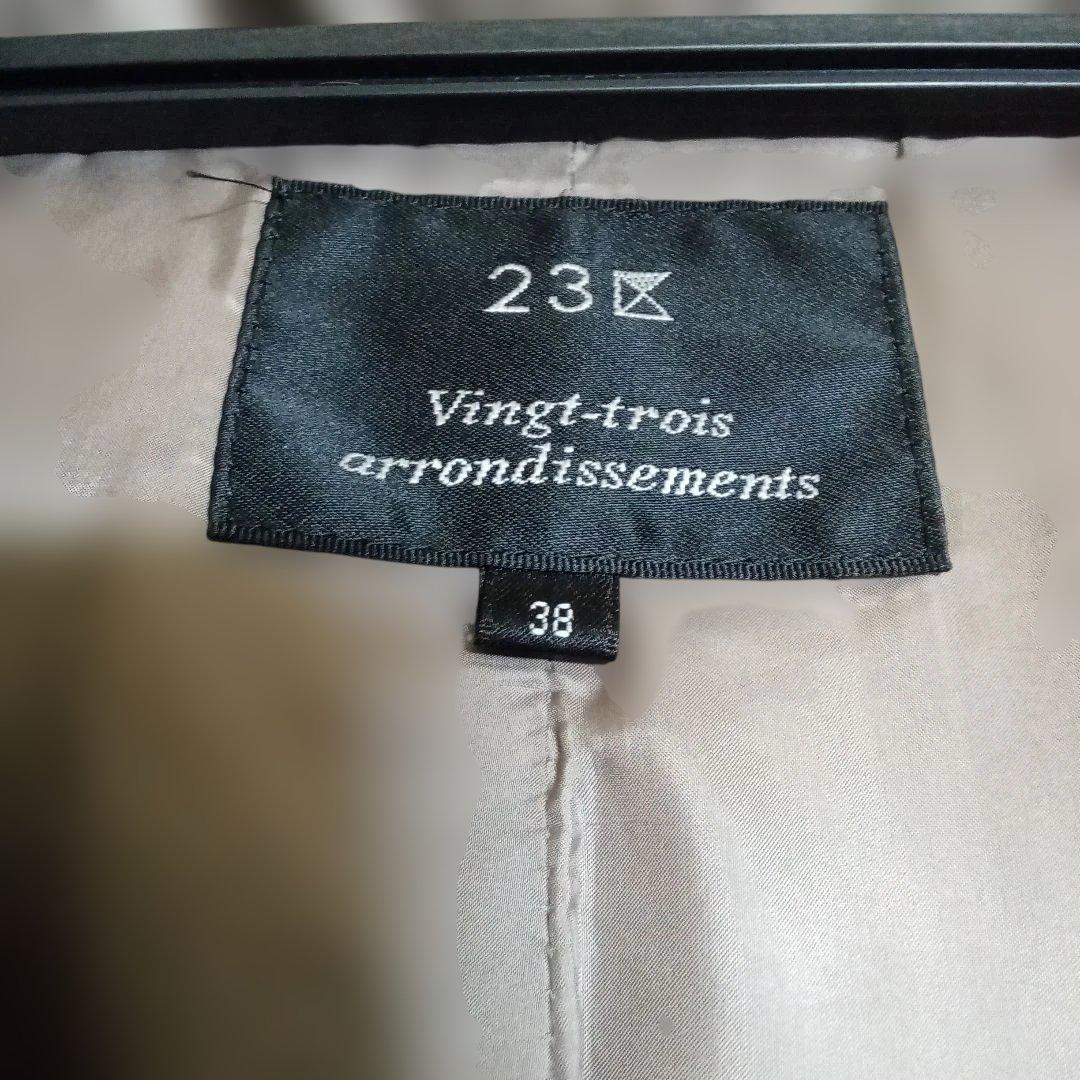 23区
Vingt-trois
arrondissements
38